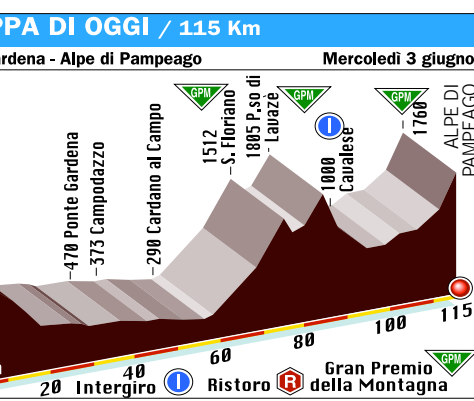 PPA DI OGGI / 115 Km
ardena - Alpe di Pampeago
Mercoledì 3 giugno
GPM
GPM
GPM
470 Ponte Gardena
373 Campodazzo
290 Cardano al Campo
1512
S. Floriano
1805 P.so di
Lavazè
I
1000
Cavalese
1760
ALPE DI
PAMPEAGO
20
40
60
80
100
115
Intergiro I
Ristoro R
Gran Premio
della Montagna
GPM